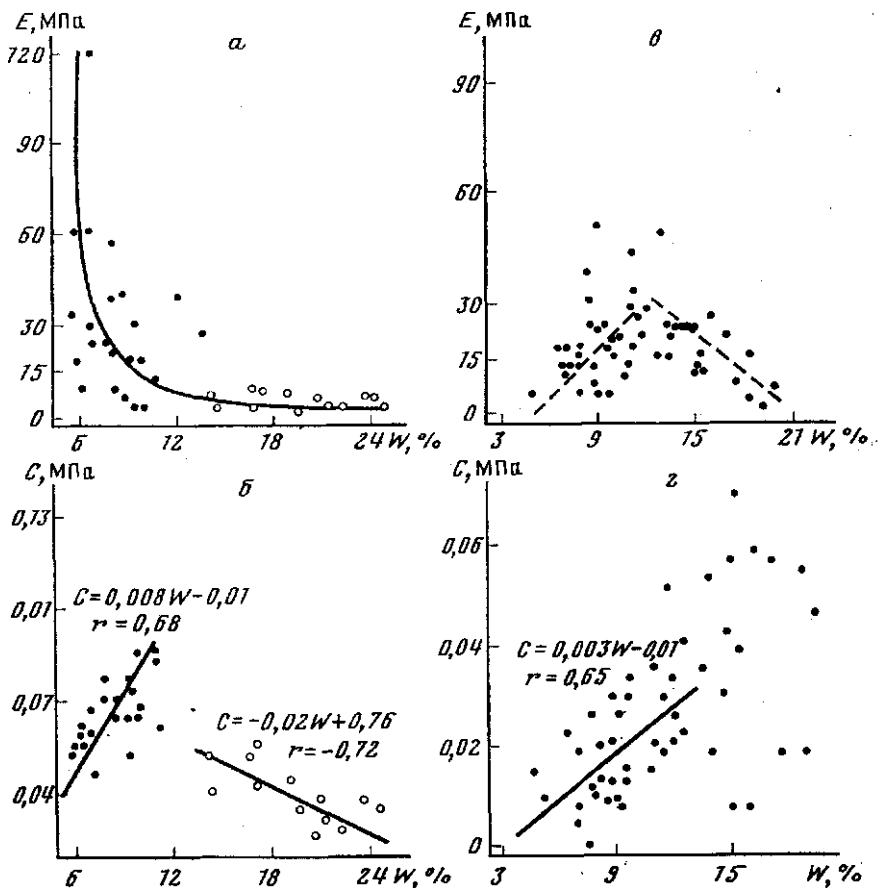 E, МПа
а
720
90
60
30
15
0
6
12
18
24 W, %
E, МПа
в
90
60
30
15
0
3
9
15
21 W, %
C, МПа
б
0,13
0,01
0,07
0,04
C=0,008W−0,01
r=0,68
C=−0,02W+0,76
r=−0,72
6
12
18
24 W, %
C, МПа
г
0,06
0,04
0,02
0
C=0,003W−0,01
r=0,65
3
9
15
W, %